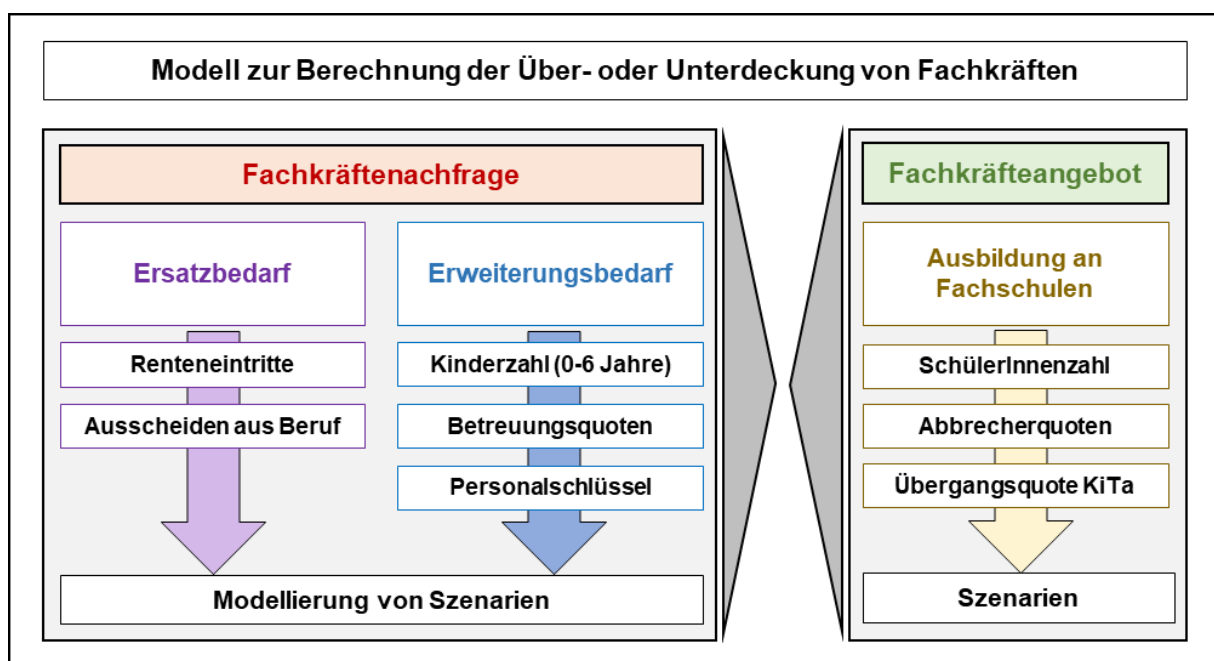 Modell zur Berechnung der Über- oder Unterdeckung von Fachkräften
Fachkräftenachfrage
Ersatzbedarf
Renteneintritte
Ausscheiden aus Beruf
Erweiterungsbedarf
Kinderzahl (0-6 Jahre)
Betreuungsquoten
Personalschlüssel
Modellierung von Szenarien
Fachkräfteangebot
Ausbildung an
Fachschulen
SchülerInnenzahl
Abbrecherquoten
Übergangsquote KiTa
Szenarien